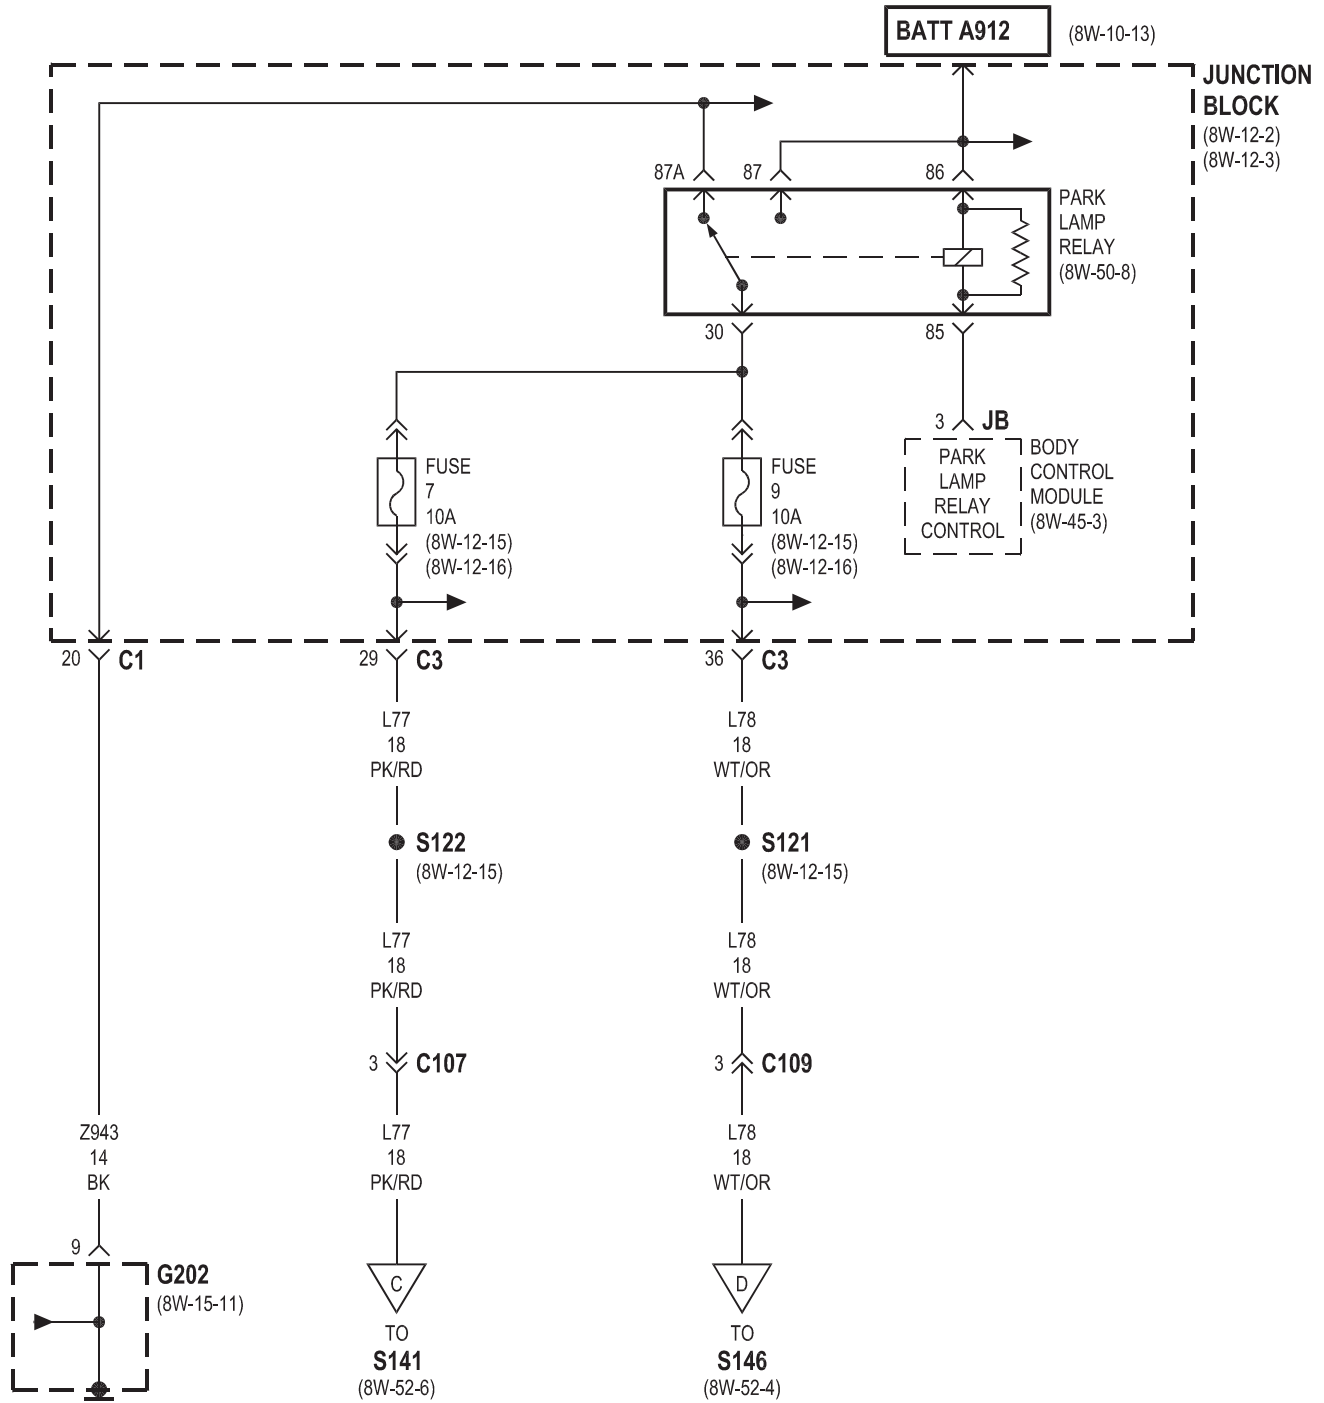 BATT A912
(8W-10-13)
JUNCTION
BLOCK
(8W-12-2)
(8W-12-3)
87A
87
86
PARK
LAMP
RELAY
(8W-50-8)
30
85
3
JB
PARK
LAMP
RELAY
CONTROL
BODY
CONTROL
MODULE
(8W-45-3)
FUSE
7
10A
(8W-12-15)
(8W-12-16)
FUSE
9
10A
(8W-12-15)
(8W-12-16)
20
C1
29
C3
36
C3
L77
18
PK/RD
L78
18
WT/OR
S122
(8W-12-15)
S121
(8W-12-15)
L77
18
PK/RD
L78
18
WT/OR
3
C107
3
C109
Z943
14
BK
L77
18
PK/RD
L78
18
WT/OR
9
G202
(8W-15-11)
C
TO
S141
(8W-52-6)
D
TO
S146
(8W-52-4)